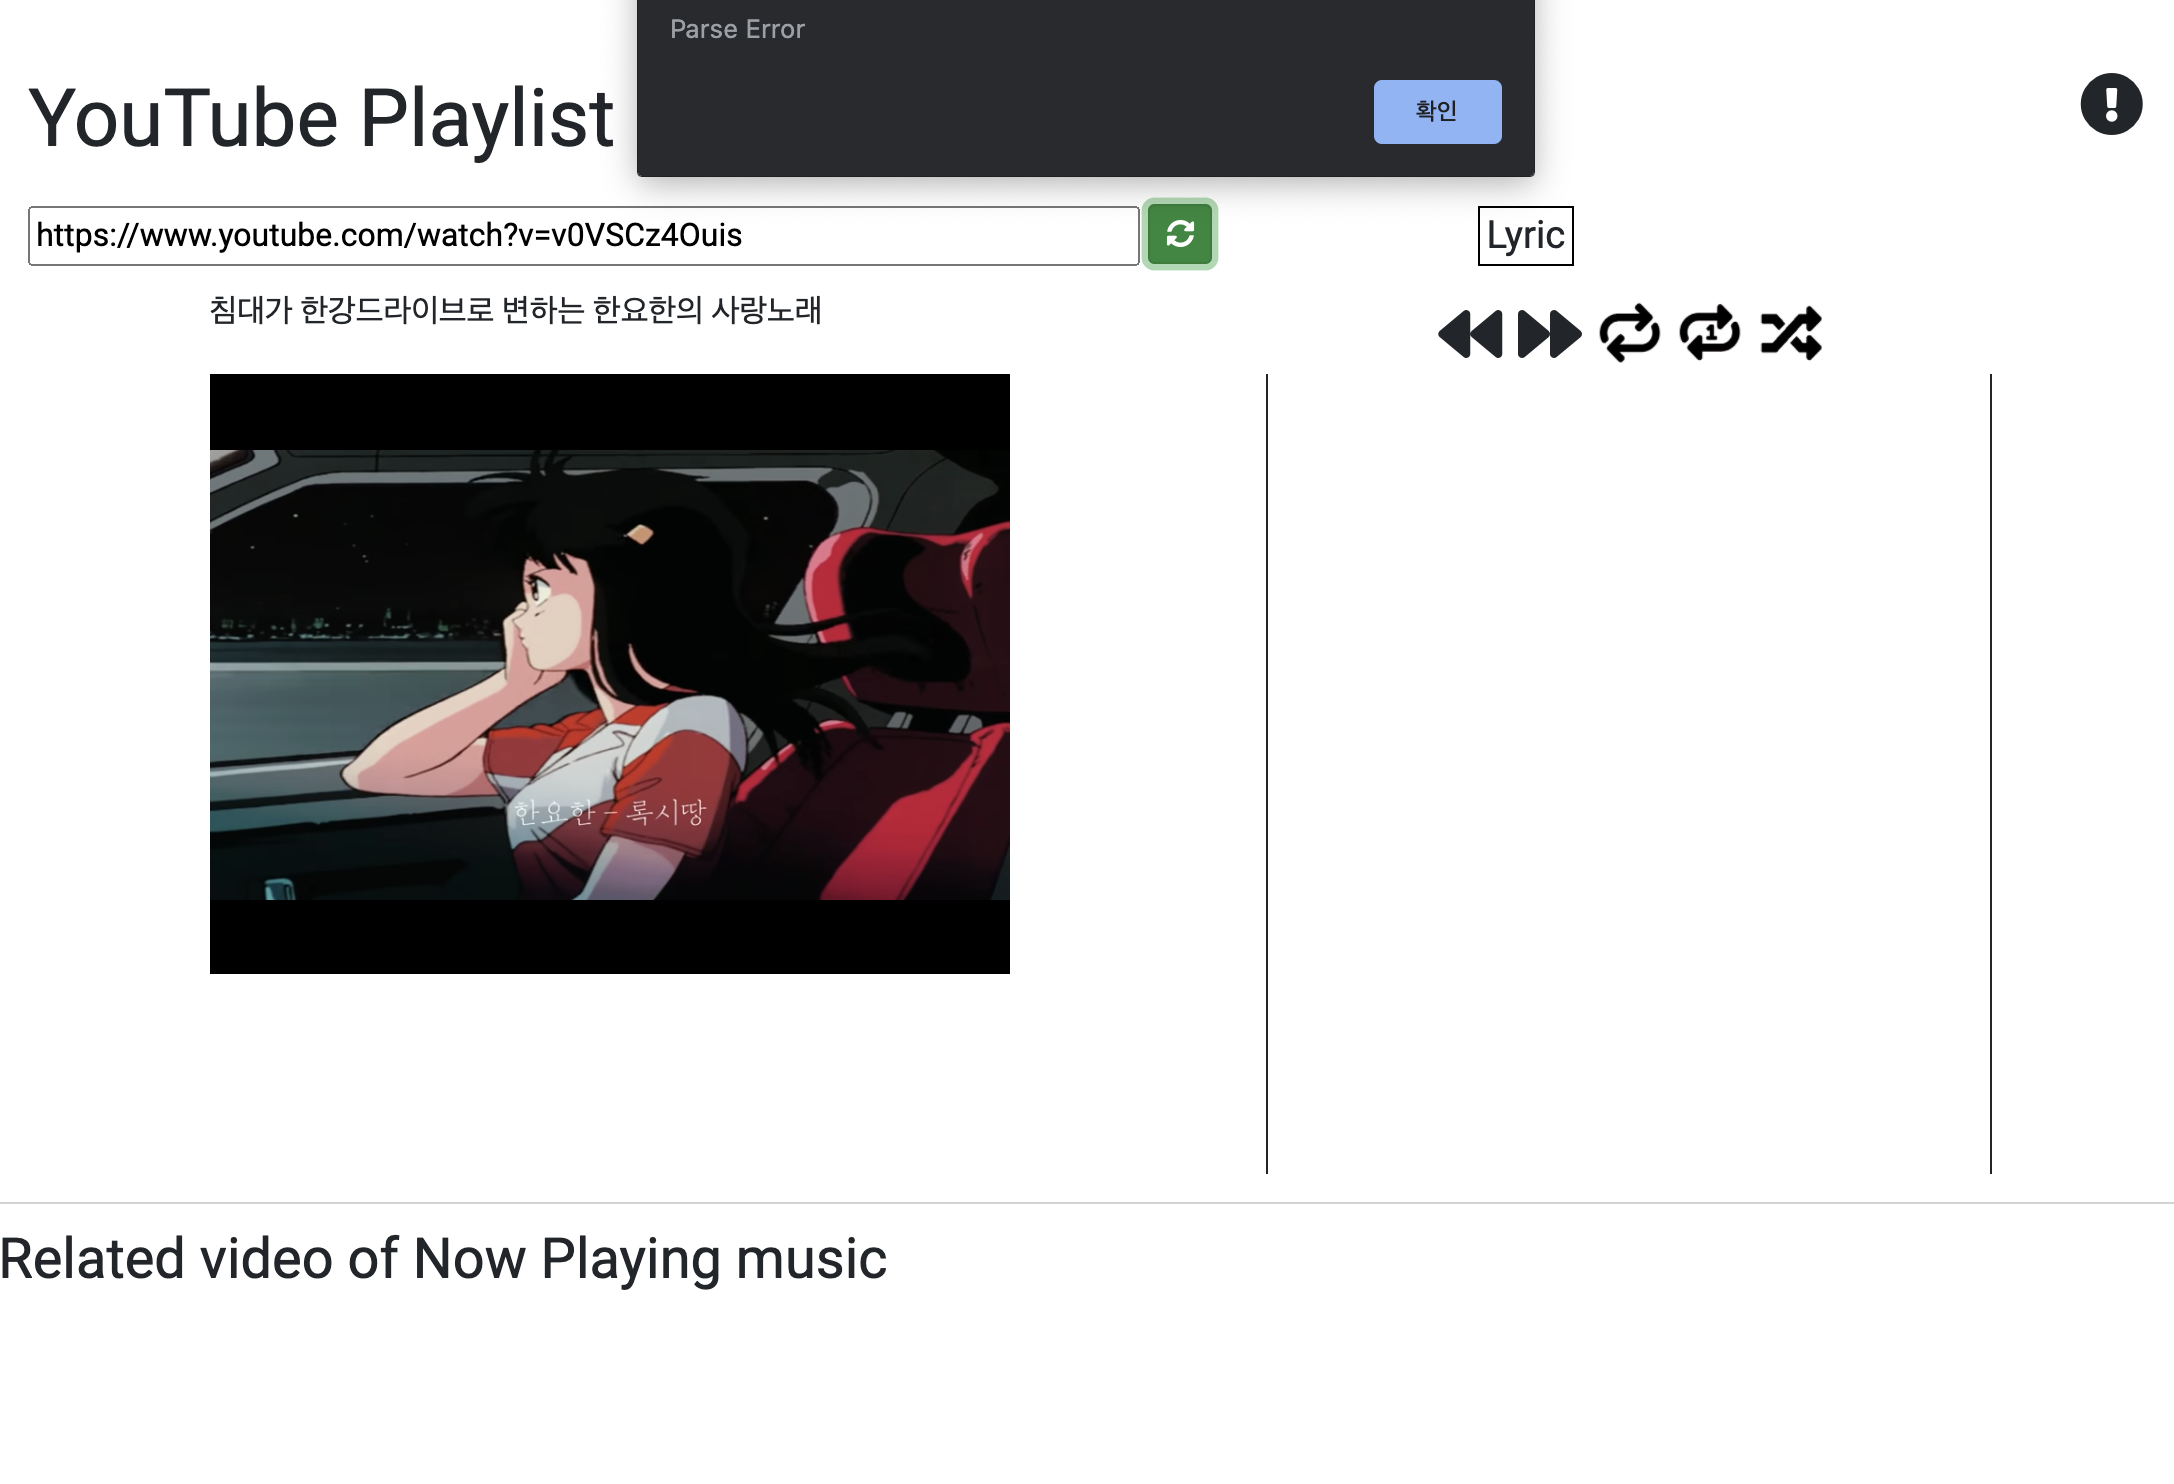 Parse Error
확인
YouTube Playlist
https://www.youtube.com/watch?v=v0VSCz4Ouis
Lyric
침대가 한강드라이브로 변하는 한요한의 사랑노래
1
한요한 – 록시땅
Related video of Now Playing music